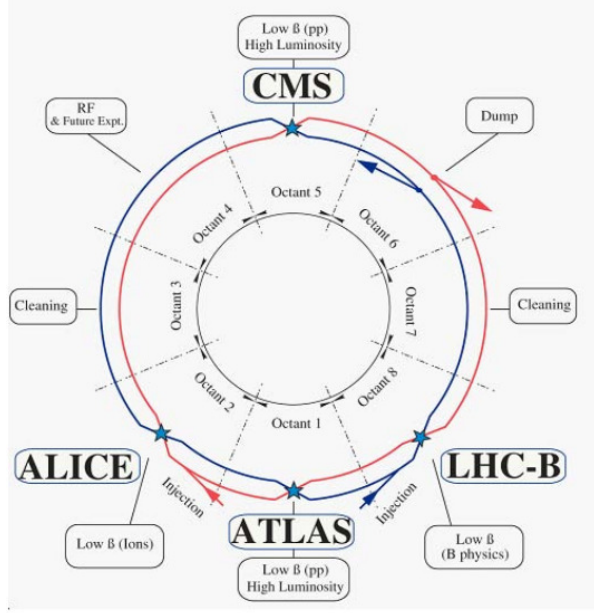 Low ß (pp)
High Luminosity
CMS
RF
& Future Expt.
Dump
Octant 5
Octant 4
Octant 6
Cleaning
Octant 3
Octant 7
Cleaning
Octant 2
Octant 8
Octant 1
ALICE
LHC-B
Injection
Injection
ATLAS
Low ß (Ions)
Low ß
(B physics)
Low ß (pp)
High Luminosity